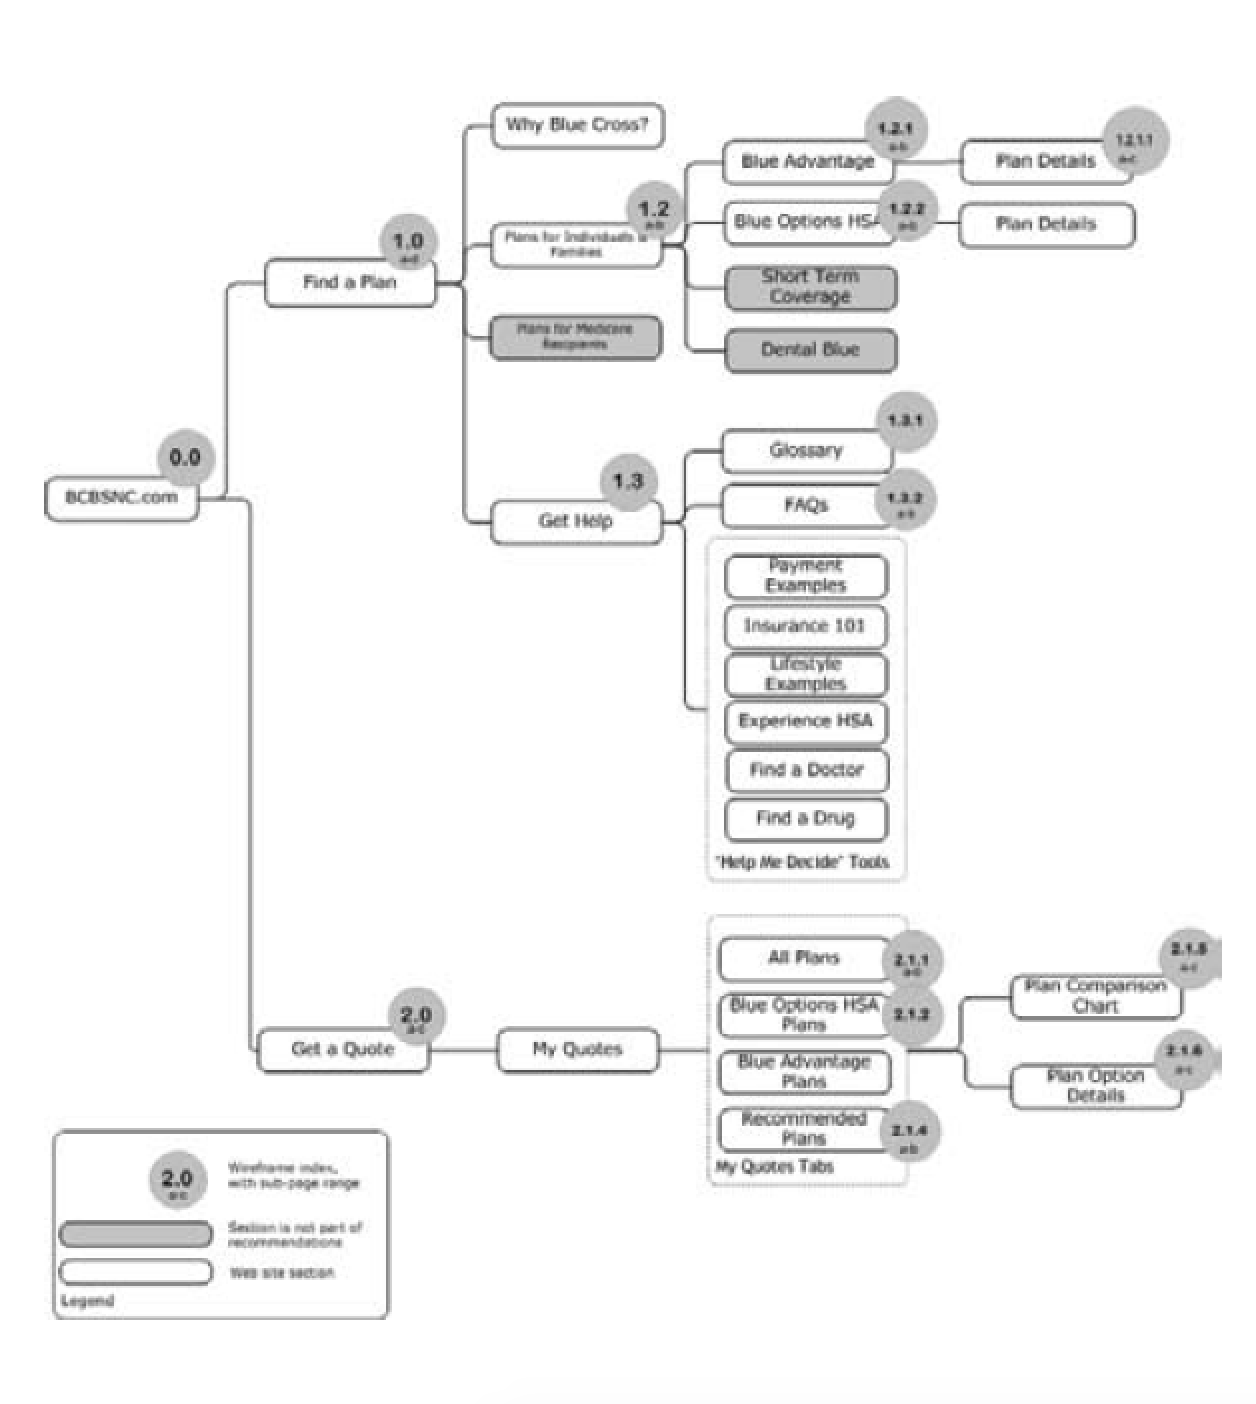 Why Blue Cross?
1.2.1
a-b
Blue Advantage
1.2.1.1
a-c
Plan Details
1.2
a-b
Plans for Individuals &
Families
Blue Options HSA
1.2.2
a-b
Plan Details
1.0
a-d
Find a Plan
Short Term
Coverage
Plans for Medicare
Recipients
Dental Blue
0.0
BCBSNC.com
1.3
Get Help
1.3.1
Glossary
1.3.2
a-b
FAQs
Payment
Examples
Insurance 101
Lifestyle
Examples
Experience HSA
Find a Doctor
Find a Drug
"Help Me Decide" Tools
2.0
a-c
Get a Quote
My Quotes
All Plans
2.1.1
Blue Options HSA
Plans
2.1.2
Blue Advantage
Plans
Recommended
Plans
2.1.4
a-b
My Quotes Tabs
2.1.5
a-c
Plan Comparison
Chart
2.1.6
a-c
Plan Option
Details
2.0
a-c
Wireframe index,
with sub-page range
Section is not part of
recommendations
Web site section
Legend